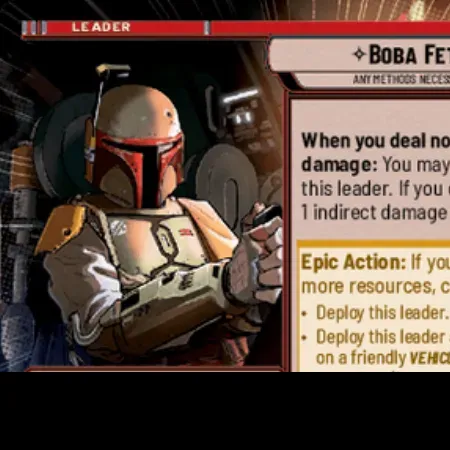 LEADER
BOBA FE
ANY METHODS NECES
When you deal no
damage: You may
this leader. If you
1 indirect damage
Epic Action: If you
more resources, c
• Deploy this leader.
• Deploy this leader
on a friendly VEHIC